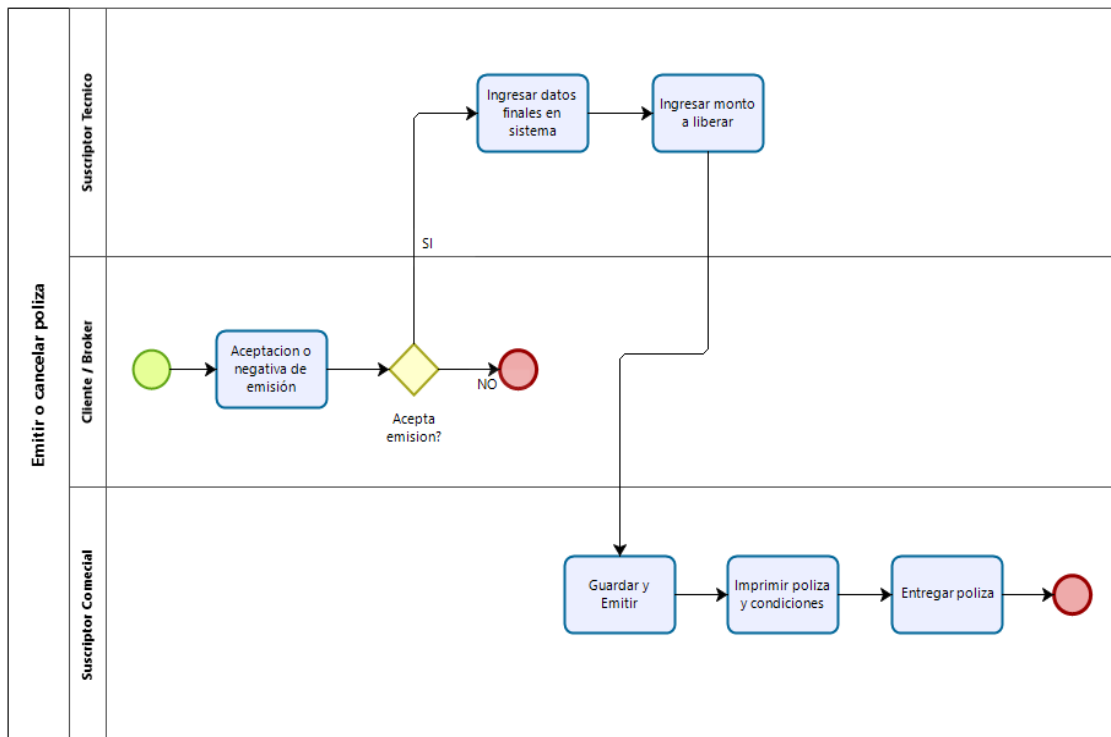 Emitir o cancelar poliza
Suscriptor Tecnico
Ingresar datos
finales en
sistema
Ingresar monto
a liberar
SI
Cliente / Broker
Aceptacion o
negativa de
emisión
Acepta
emision?
NO
Suscriptor Comecial
Guardar y
Emitir
Imprimir poliza
y condiciones
Entregar poliza